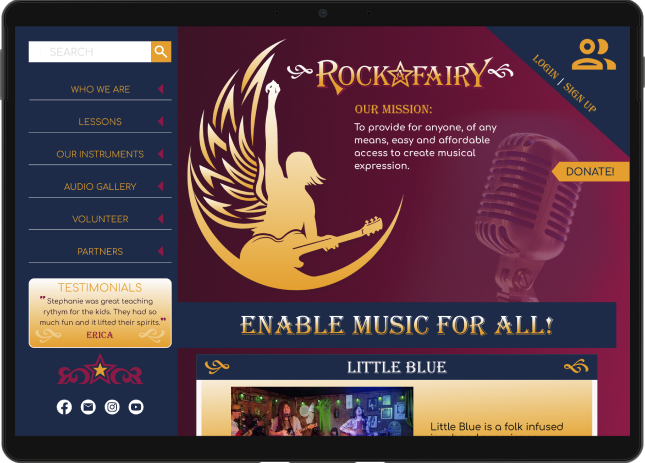 SEARCH
WHO WE ARE
LESSONS
OUR INSTRUMENTS
AUDIO GALLERY
VOLUNTEER
PARTNERS
TESTIMONIALS
"Stephanie was great teaching
rythym for the kids. They had so
much fun and it lifted their spirits."
ERICA
ROCK FAIRY
OUR MISSION:
To provide for anyone, of any
means, easy and affordable
access to create musical
expression.
LOGIN | SIGN UP
DONATE!
ENABLE MUSIC FOR ALL!
LITTLE BLUE
Little Blue is a folk infused